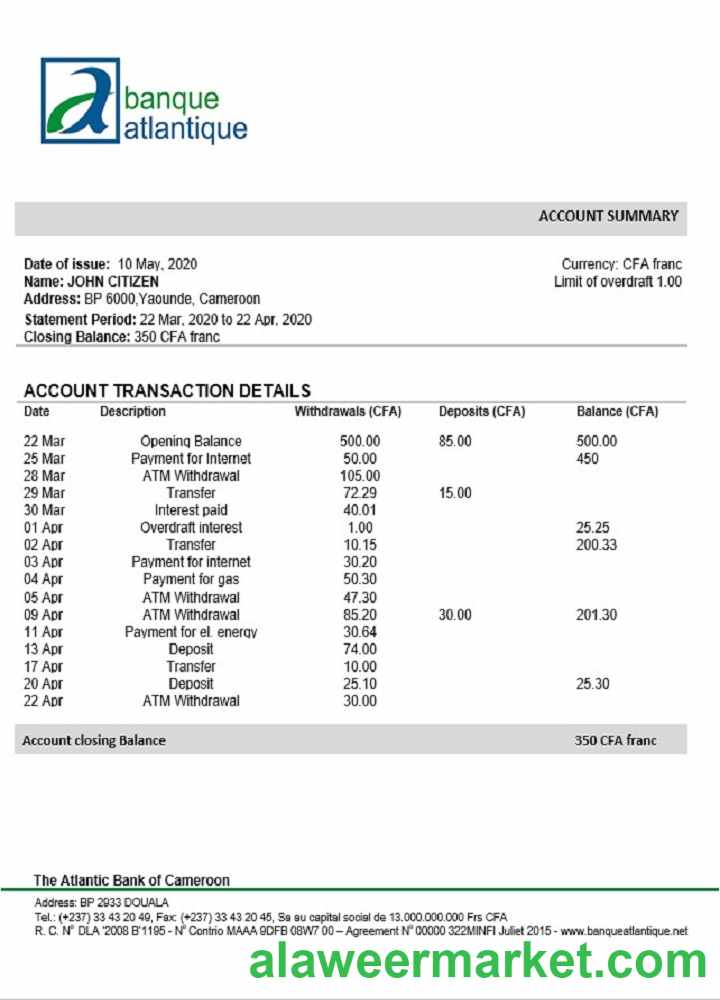 banque
atlantique
ACCOUNT SUMMARY
Date of issue: 10 May, 2020
Currency: CFA franc
Name: JOHN CITIZEN
Limit of overdraft 1.00
Address: BP 6000,Yaounde, Cameroon
Statement Period: 22 Mar, 2020 to 22 Apr, 2020
Closing Balance: 350 CFA franc
ACCOUNT TRANSACTION DETAILS
Date Description Withdrawals (CFA) Deposits (CFA) Balance (CFA)
22 Mar Opening Balance 500.00 85.00 500.00
25 Mar Payment for Internet 50.00 450
28 Mar ATM Withdrawal 105.00
29 Mar Transfer 72.29 15.00
30 Mar Interest paid 40.01
01 Apr Overdraft interest 1.00 25.25
02 Apr Transfer 10.15 200.33
03 Apr Payment for internet 30.20
04 Apr Payment for gas 50.30
05 Apr ATM Withdrawal 47.30
09 Apr ATM Withdrawal 85.20 30.00 201.30
11 Apr Payment for el. energy 30.64
13 Apr Deposit 74.00
17 Apr Transfer 10.00
20 Apr Deposit 25.10 25.30
22 Apr ATM Withdrawal 30.00
Account closing Balance 350 CFA franc
The Atlantic Bank of Cameroon
Address: BP 2933 DOUALA
Tel.: (+237) 33 43 20 49, Fax: (+237) 33 43 20 45, Sa au capital social de 13.000.000.000 Frs CFA
R. C. N° DLA '2008 B'1195 - N° Contrio MAAA 9DFB 08W7 00 – Agreement N° 00000 322MINFI Juliet 2015 - www.banqueatlantique.net
alaweermarket.com